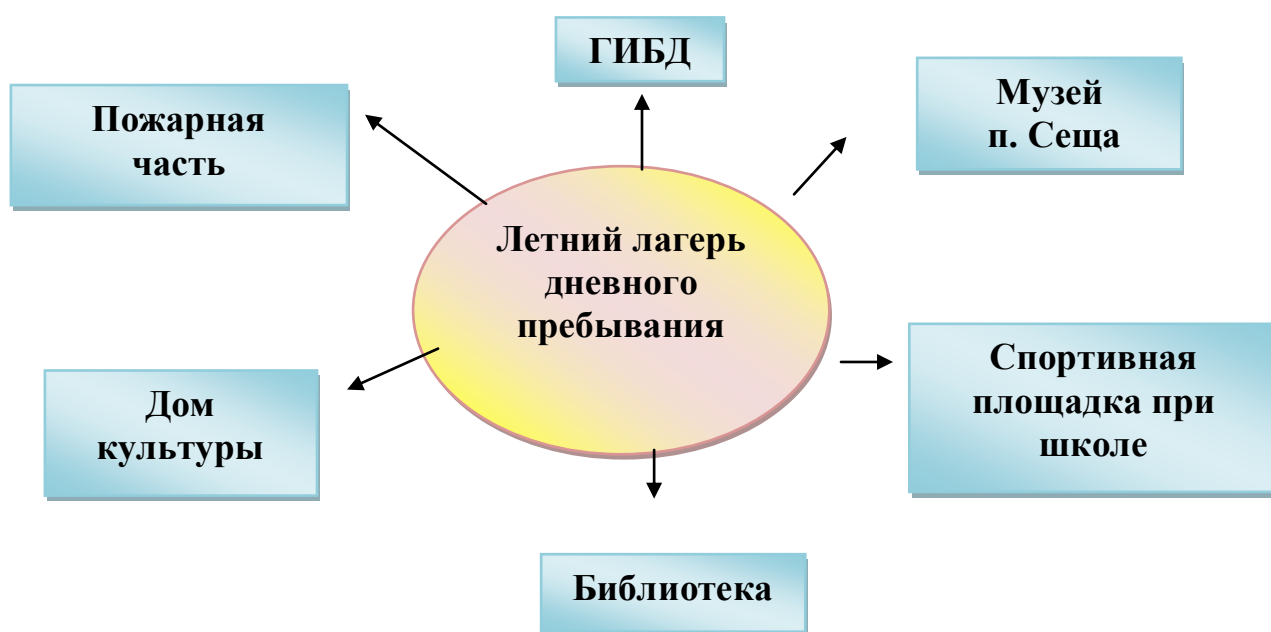 ГИБД
Пожарная
часть
Музей
п. Сеща
Летний лагерь
дневного
пребывания
Дом
культуры
Спортивная
площадка при
школе
Библиотека